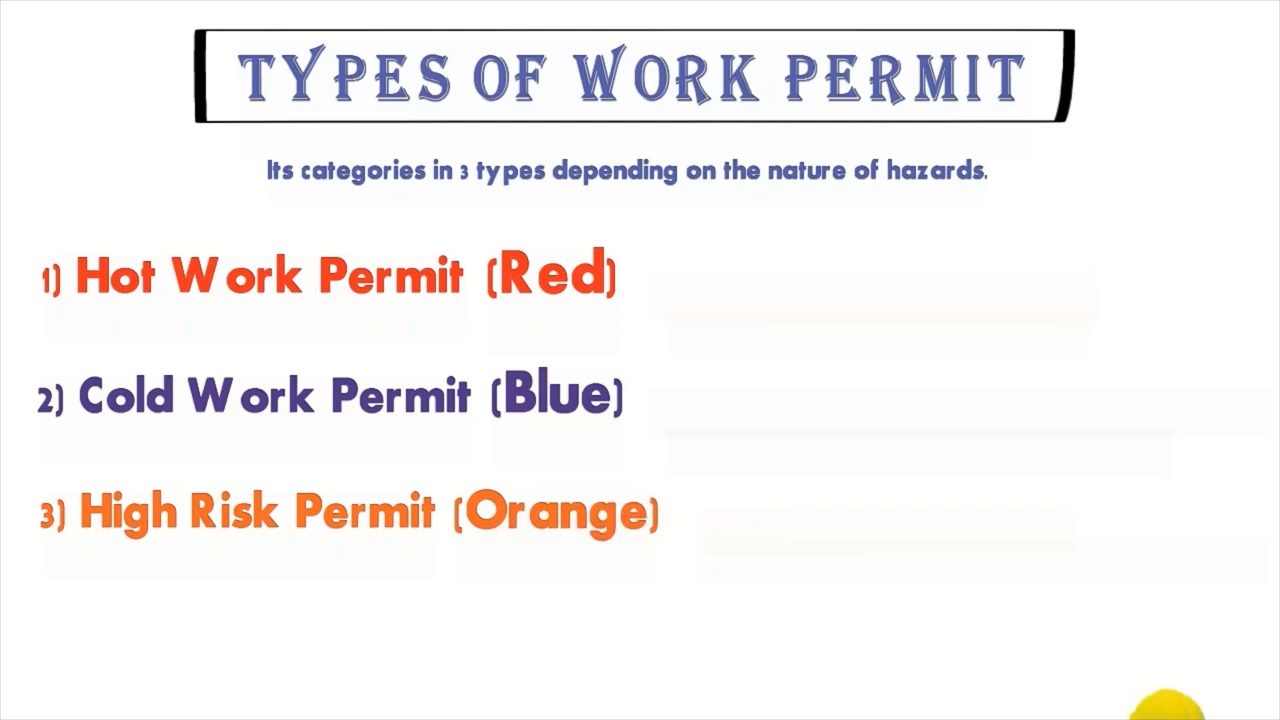 TYPES OF WORK PERMIT
Its categories in 3 types depending on the nature of hazards.
1) Hot Work Permit (Red)
2) Cold Work Permit (Blue)
3) High Risk Permit (Orange)